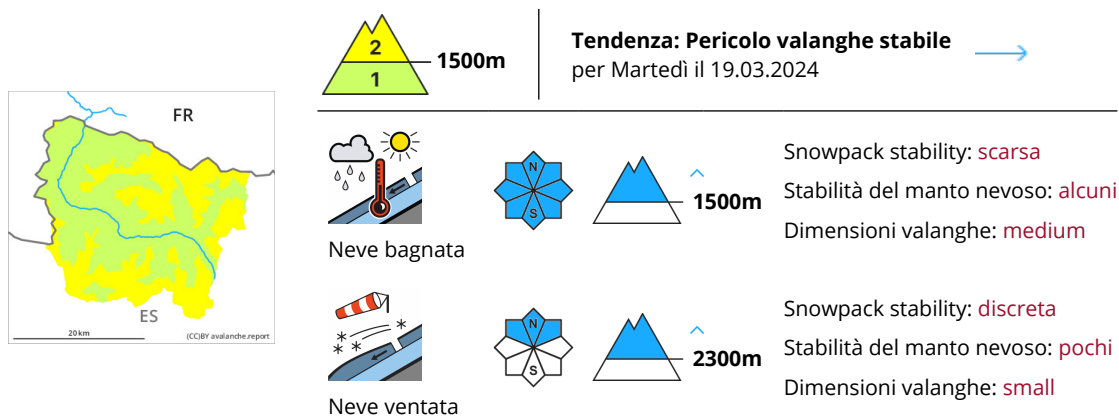 2
1
1500m
Tendenza: Pericolo valanghe stabile
per Martedì il 19.03.2024
FR
ES
20 km
(CC)BY avalanche.report
N
S
1500m
Neve bagnata
Snowpack stability: scarsa
Stabilità del manto nevoso: alcuni
Dimensioni valanghe: medium
N
S
2300m
Neve ventata
Snowpack stability: discreta
Stabilità del manto nevoso: pochi
Dimensioni valanghe: small